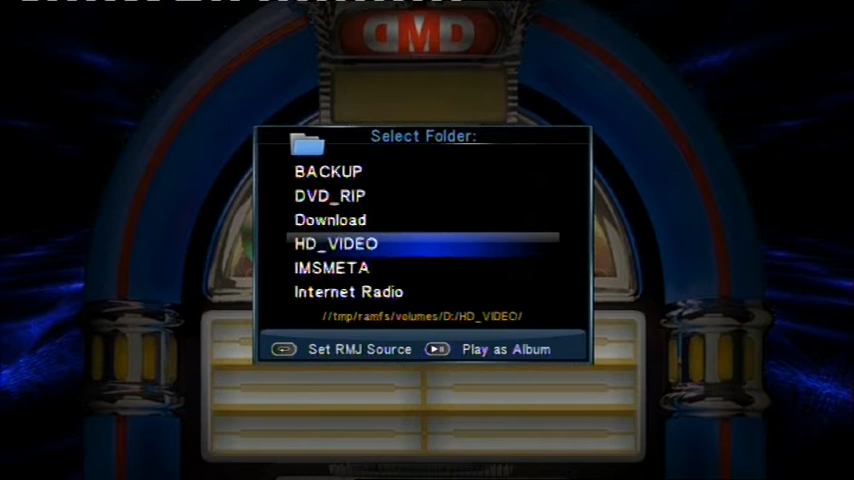 DMD
Select Folder:
BACKUP
DVD_RIP
Download
HD_VIDEO
IMSMETA
Internet Radio
//tmp/ramfs/volumes/D:/HD_VIDEO/
Set RMJ Source
Play as Album